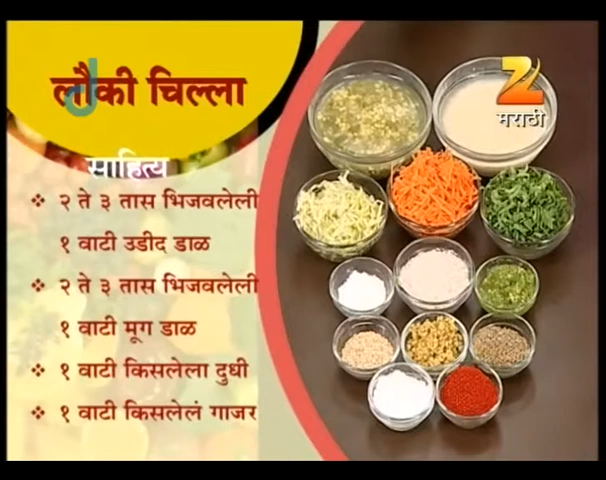 लौकी चिल्ला
मराठी
साहित्य
२ ते ३ तास भिजवलेली
१ वाटी उडीद डाळ
२ ते ३ तास भिजवलेली
१ वाटी मूग डाळ
१ वाटी किसलेला दुधी
१ वाटी किसलेलं गाजर